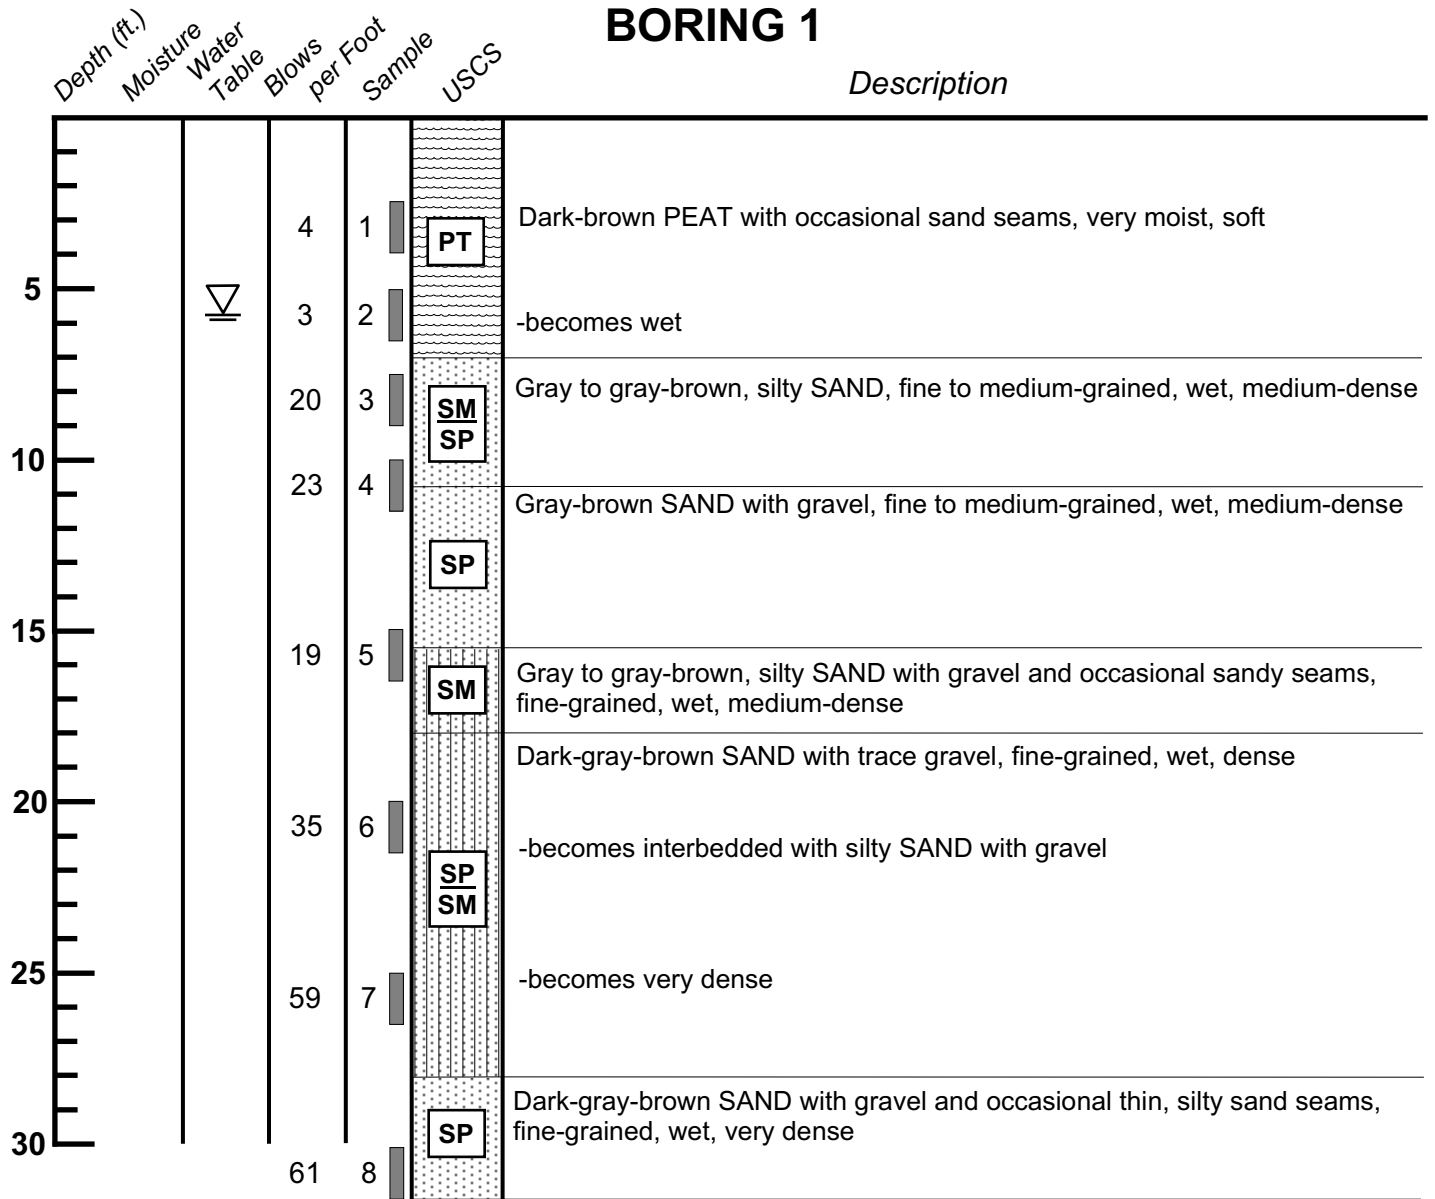 BORING 1
Depth (ft.)
Moisture
Water
Table
Blows
per Foot
Sample
USCS
Description
4 1 PT Dark-brown PEAT with occasional sand seams, very moist, soft
5
3 2 -becomes wet
20 3 SM Gray to gray-brown, silty SAND, fine to medium-grained, wet, medium-dense
SP
10
23 4 Gray-brown SAND with gravel, fine to medium-grained, wet, medium-dense
SP
15
19 5 Gray to gray-brown, silty SAND with gravel and occasional sandy seams,
SM fine-grained, wet, medium-dense
Dark-gray-brown SAND with trace gravel, fine-grained, wet, dense
20
35 6 -becomes interbedded with silty SAND with gravel
SP
SM
25 -becomes very dense
59 7
Dark-gray-brown SAND with gravel and occasional thin, silty sand seams,
SP fine-grained, wet, very dense
30
61 8